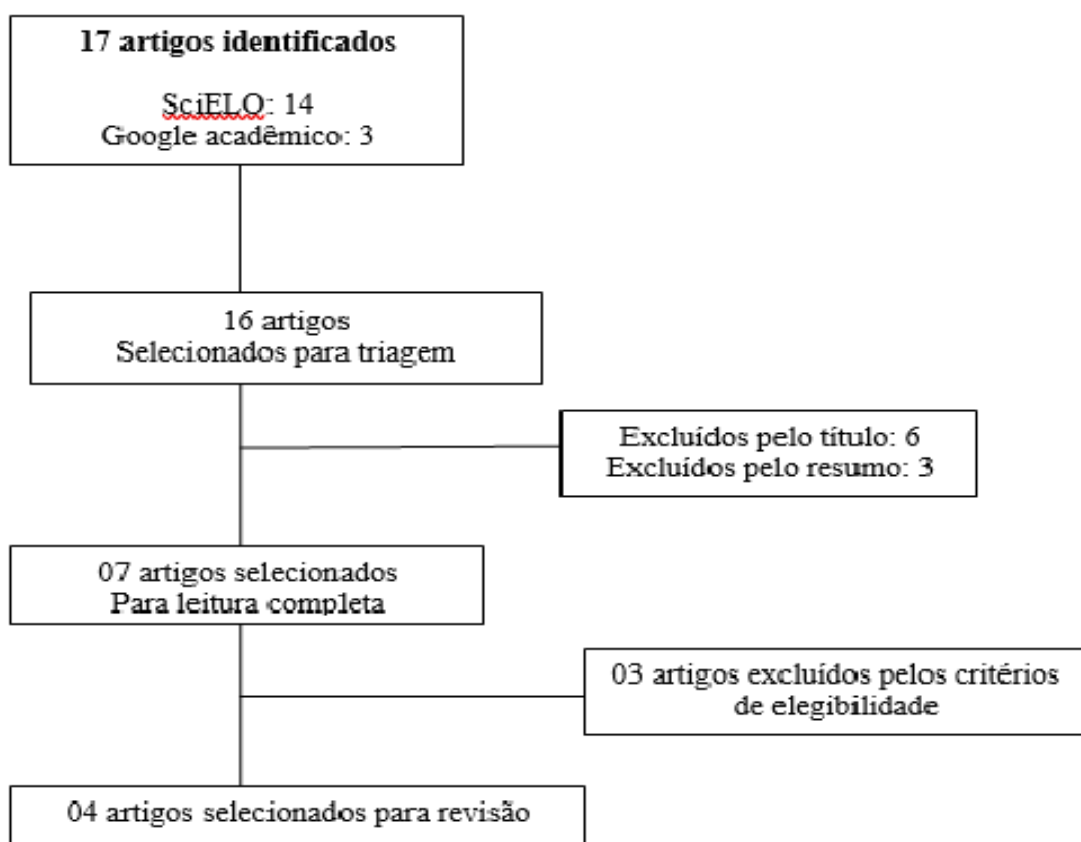 17 artigos identificados
SciELO: 14
Google acadêmico: 3
16 artigos
Selecionados para triagem
Excluídos pelo título: 6
Excluídos pelo resumo: 3
07 artigos selecionados
Para leitura completa
03 artigos excluídos pelos critérios
de elegibilidade
04 artigos selecionados para revisão